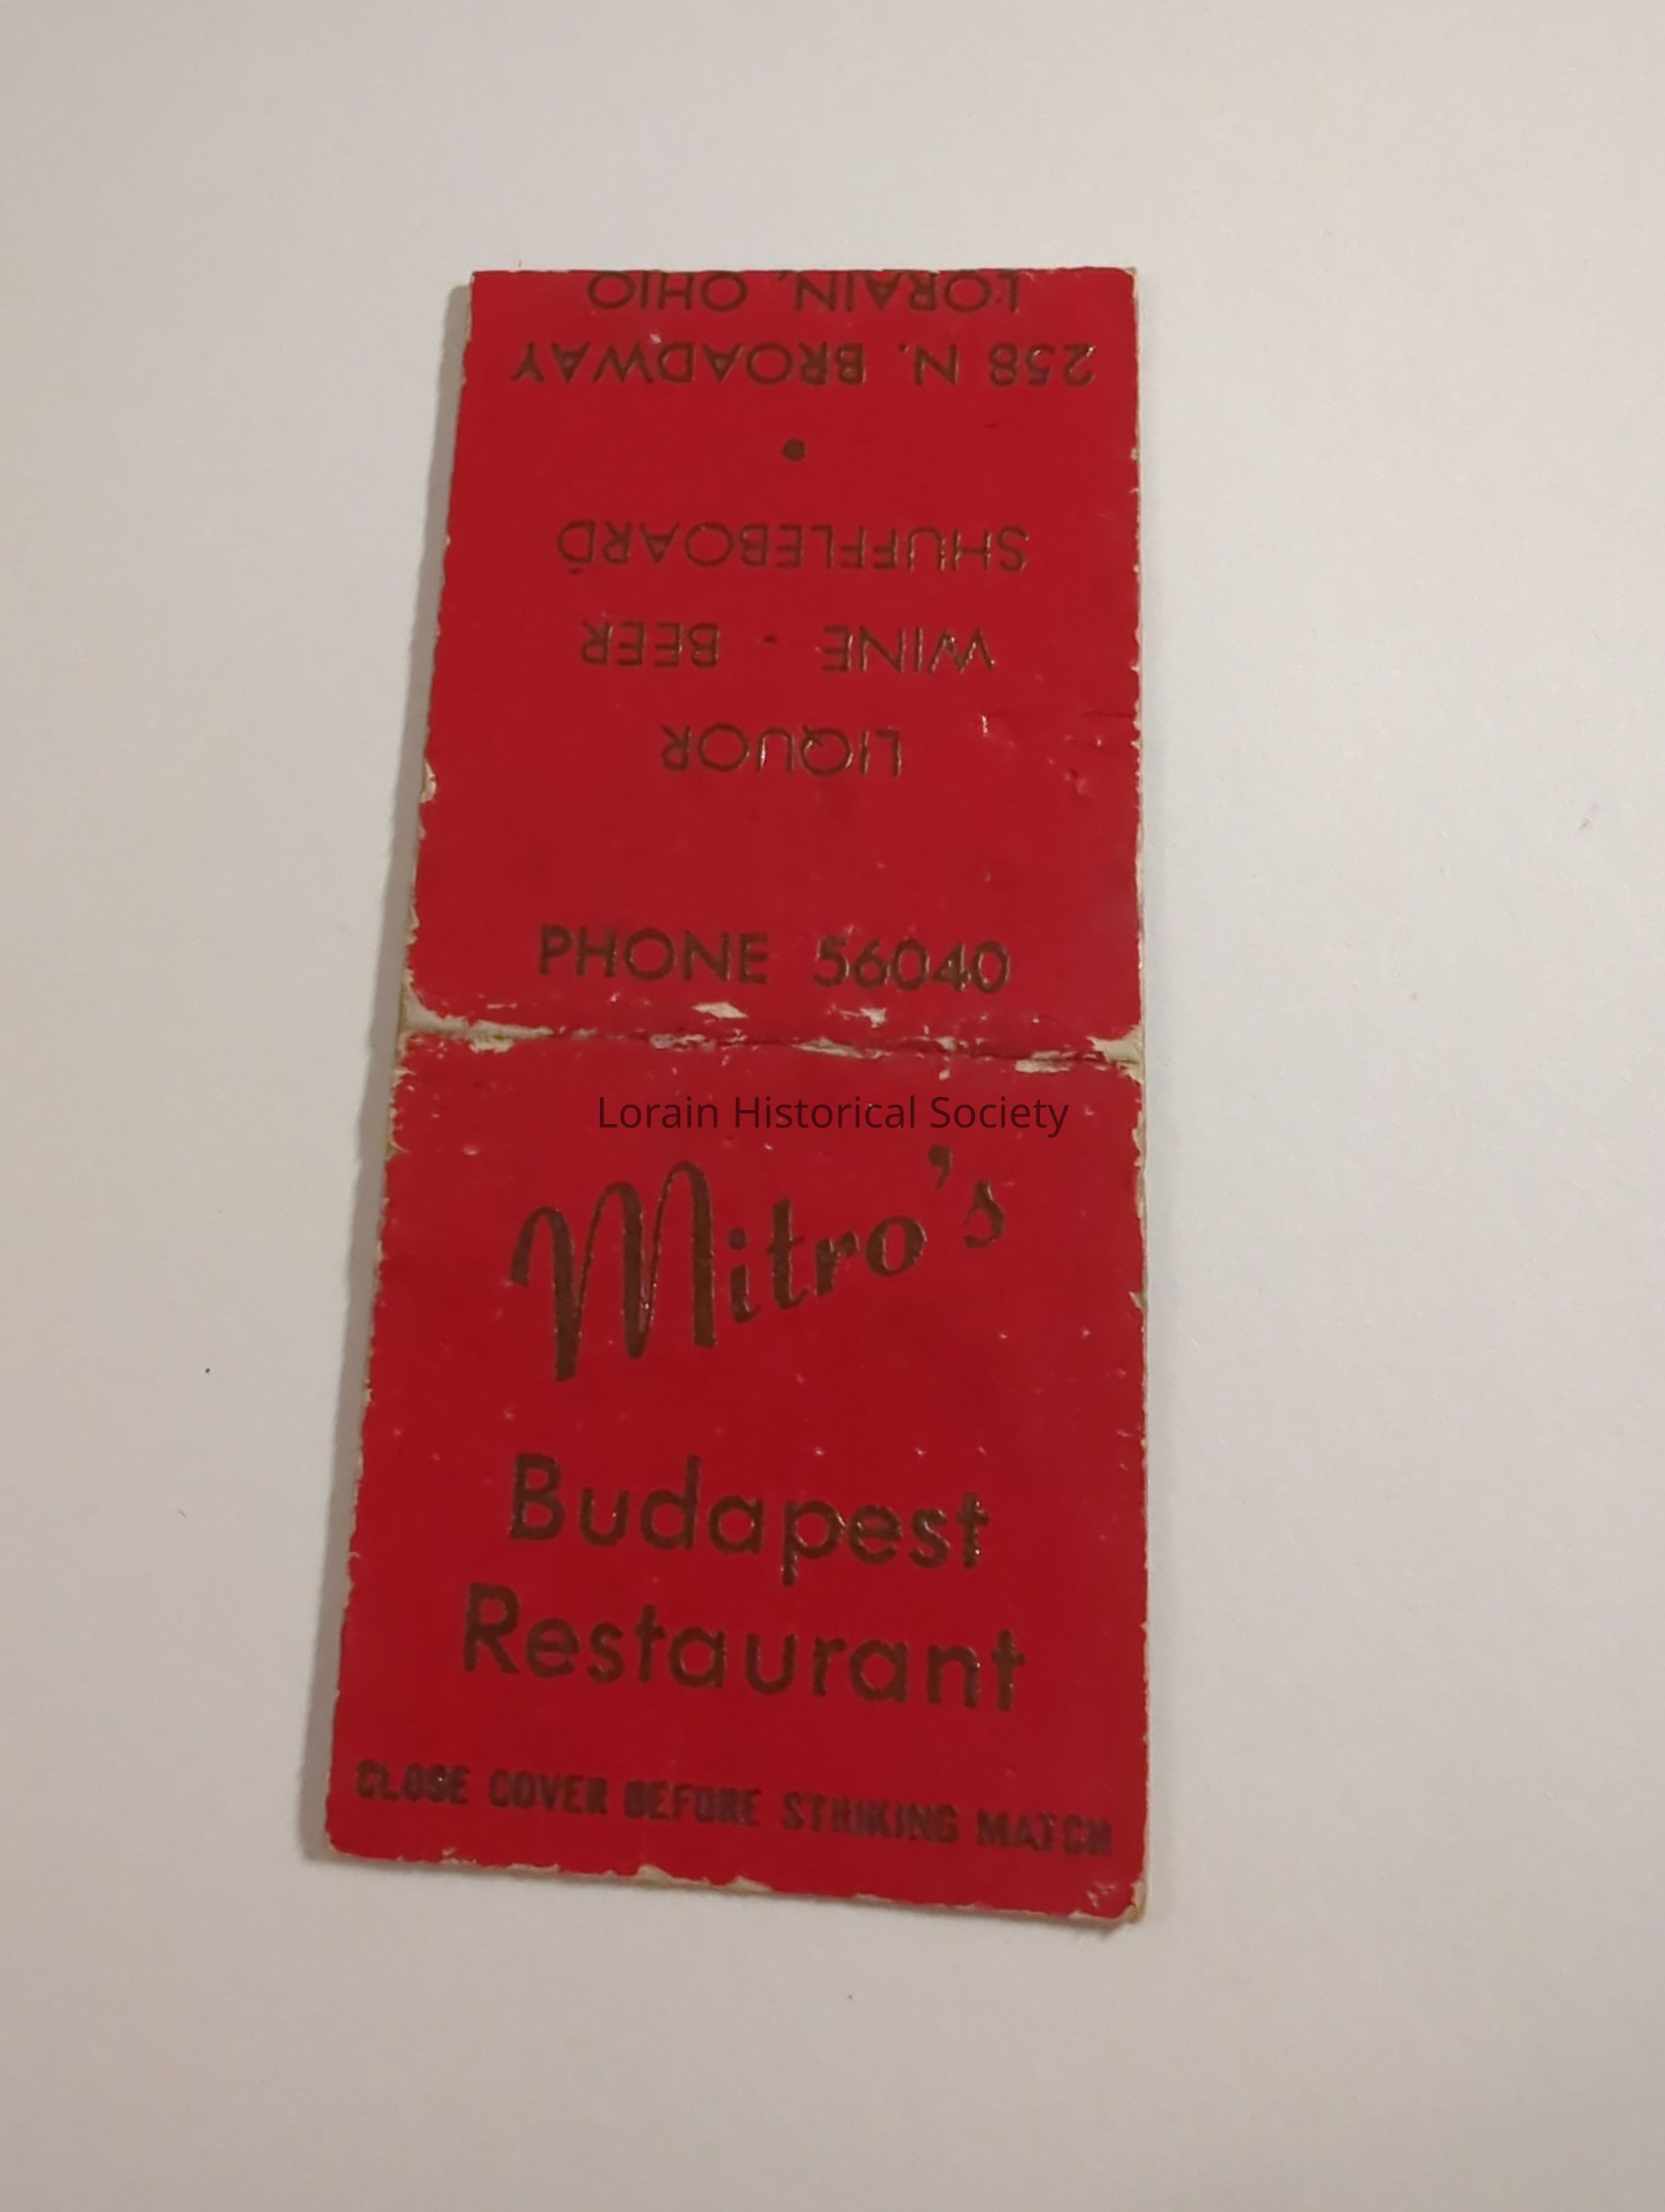 Mitro's
Budapest
Restaurant
CLOSE COVER BEFORE STRIKING MATCH
PHONE 56040
LIQUOR
WINE - BEER
SHUFFLEBOARD
•
258 N. BROADWAY
LORAIN, OHIO
Lorain Historical Society